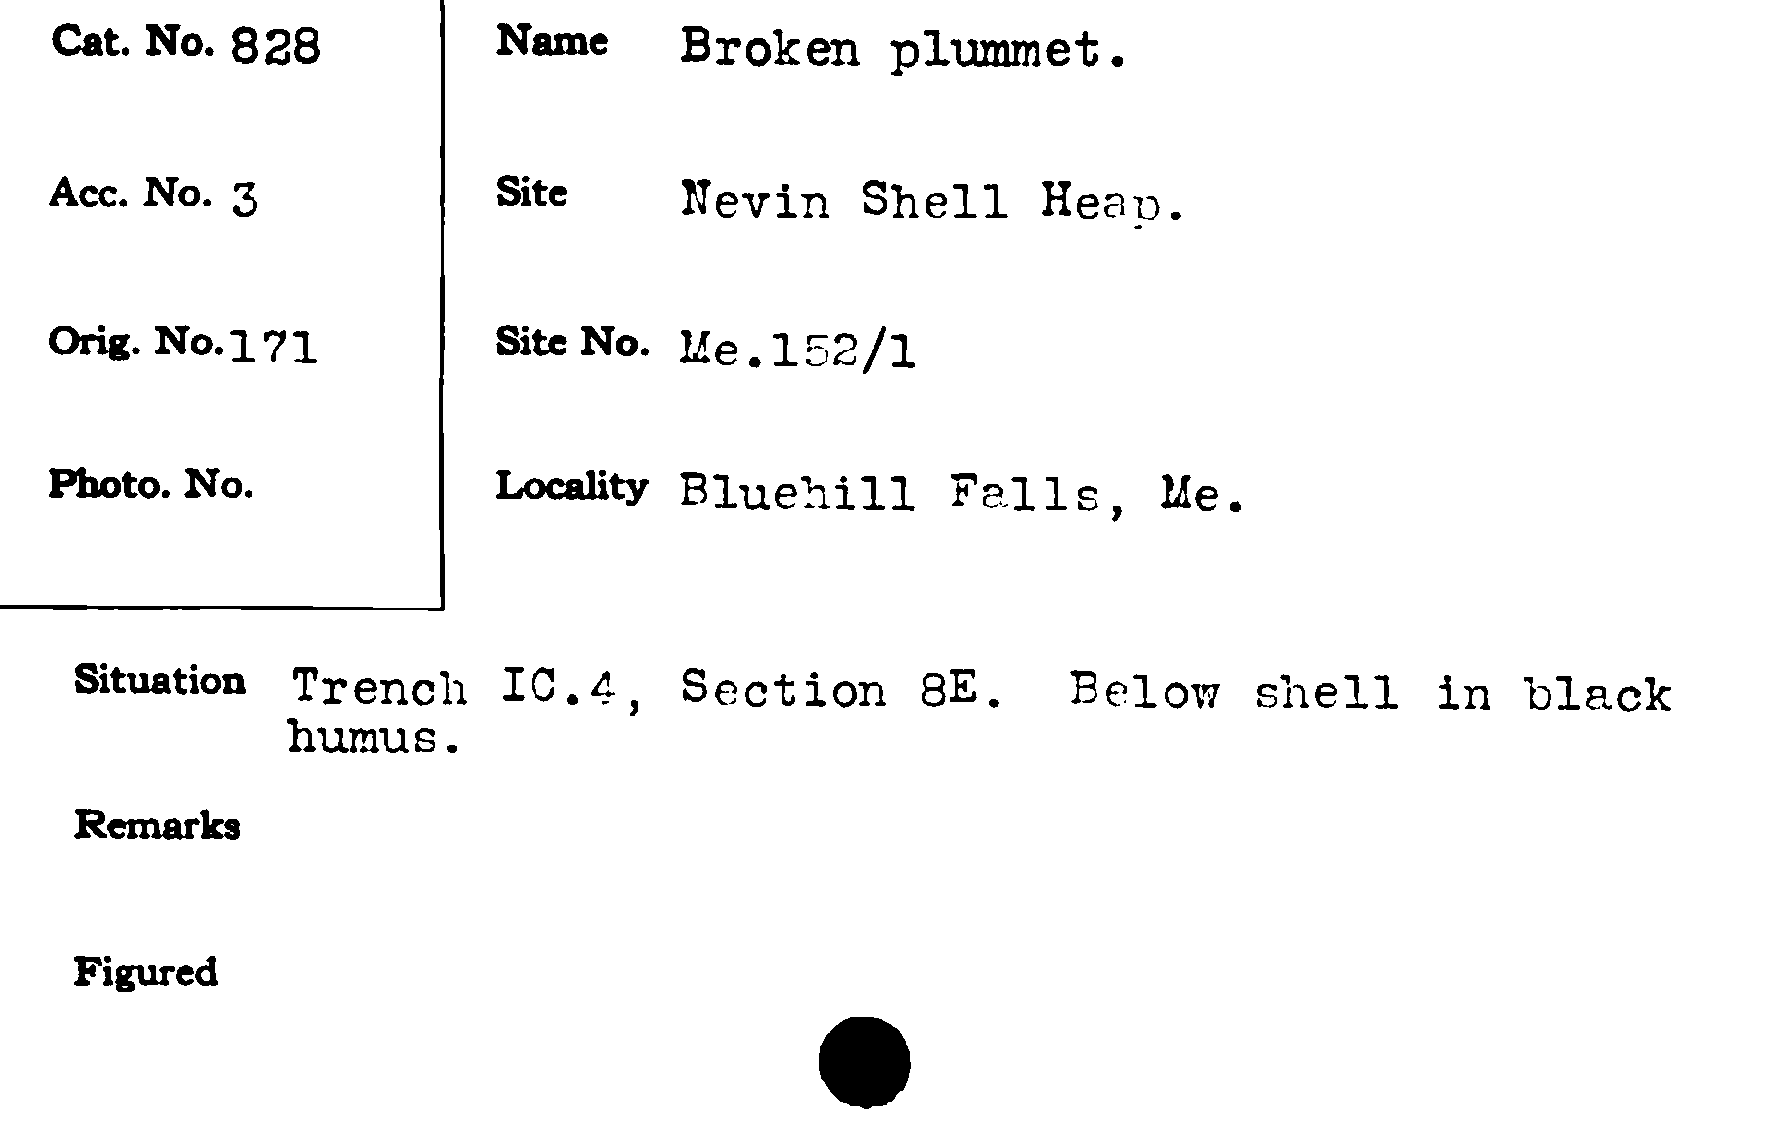 Cat. No. 828
Name Broken plummet.
Acc. No. 3
Site Nevin Shell Heap.
Orig. No. 171
Site No. Me.152/1
Photo. No.
Locality Bluehill Falls, Me.
Situation Trench IC.4, Section 8E. Below shell in black
humus.
Remarks
Figured